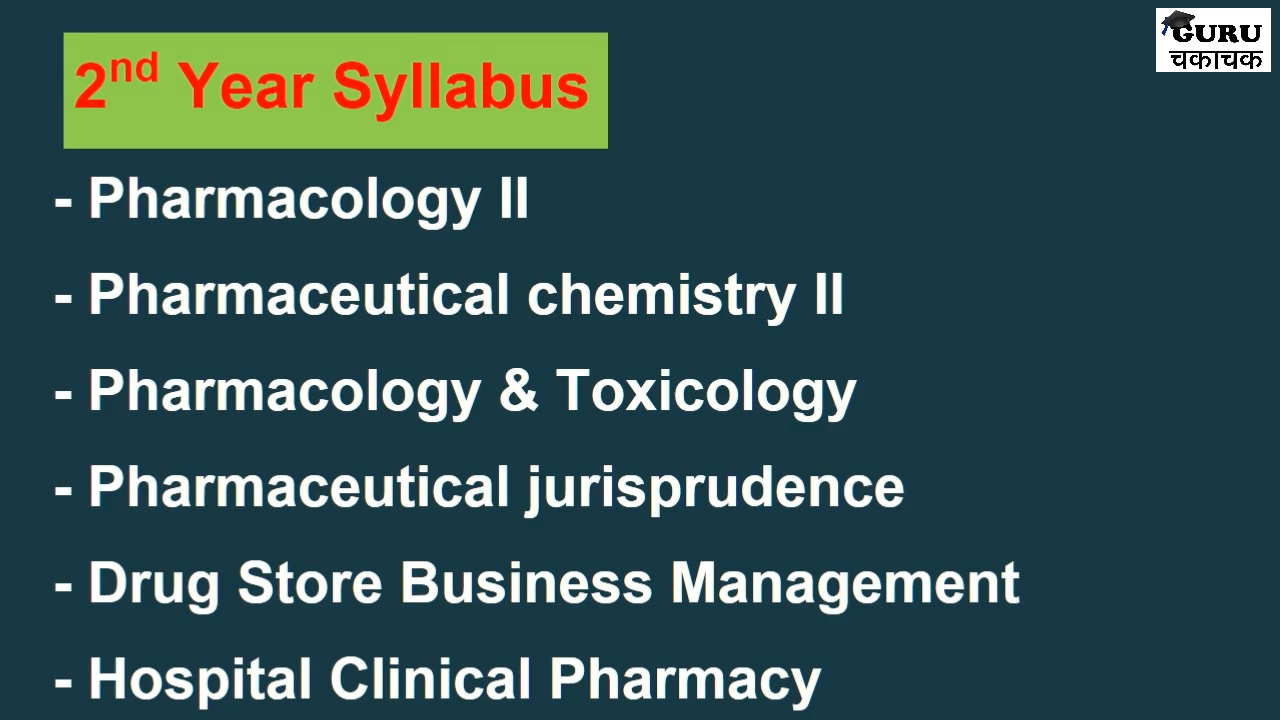 GURU
चकाचक
2nd Year Syllabus
- Pharmacology II
- Pharmaceutical chemistry II
- Pharmacology & Toxicology
- Pharmaceutical jurisprudence
- Drug Store Business Management
- Hospital Clinical Pharmacy